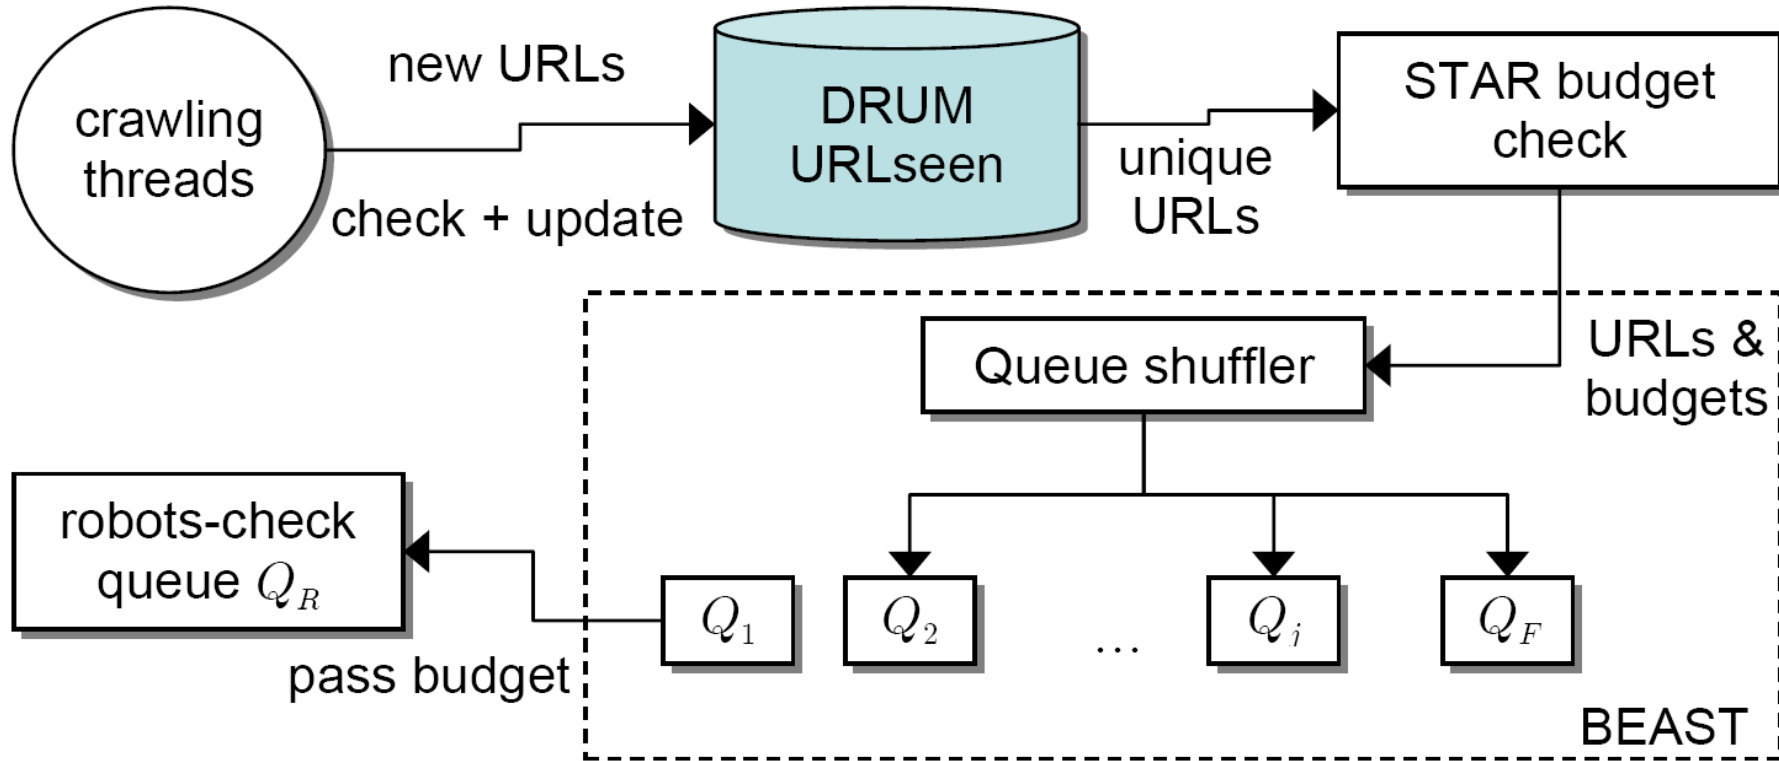 crawling
threads
new URLs
check + update
DRUM
URLseen
unique
URLs
STAR budget
check
URLs &
budgets
Queue shuffler
robots-check
queue Q_R
pass budget
Q_1
Q_2
...
Q_j
Q_F
BEAST